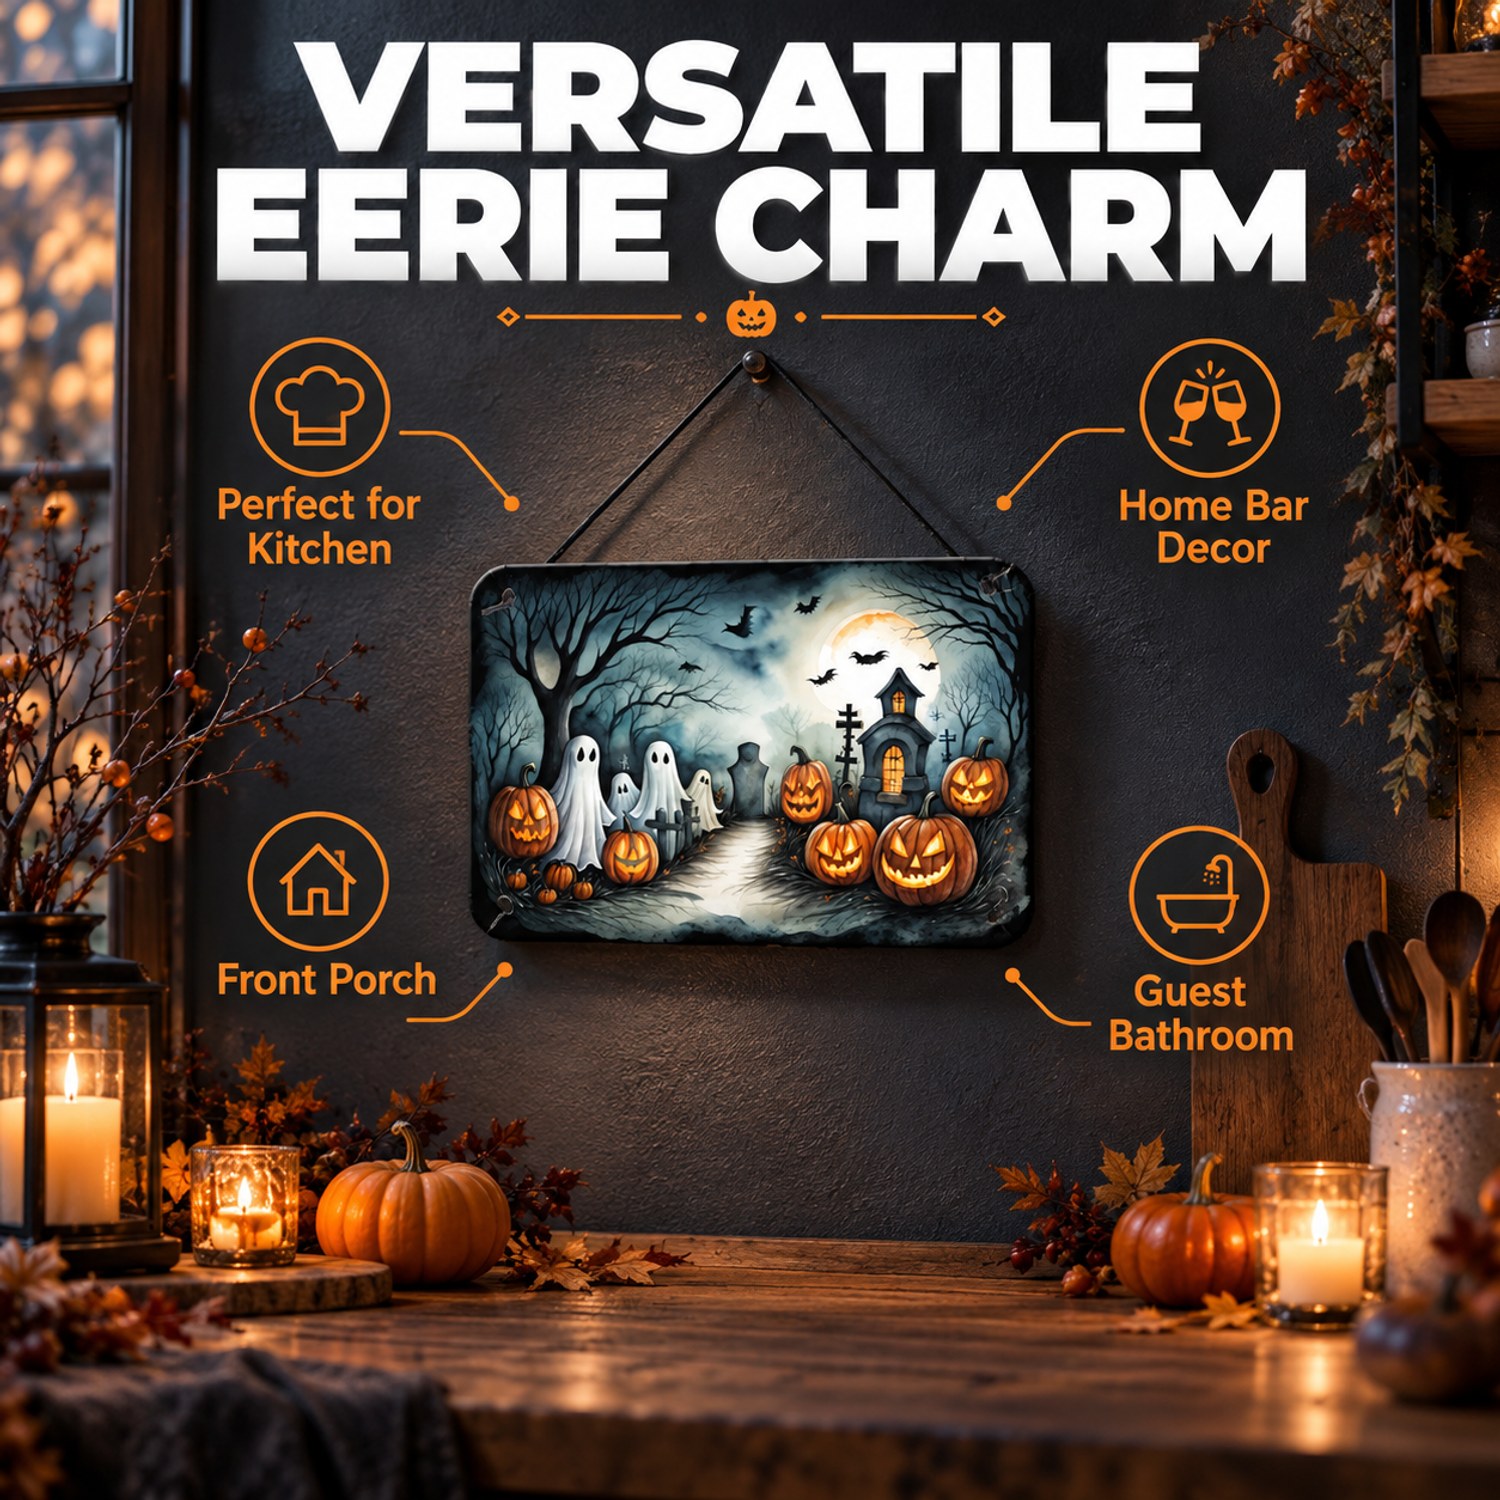 VERSATILE
EERIE CHARM
Perfect for
Kitchen
Home Bar
Decor
Front Porch
Guest
Bathroom